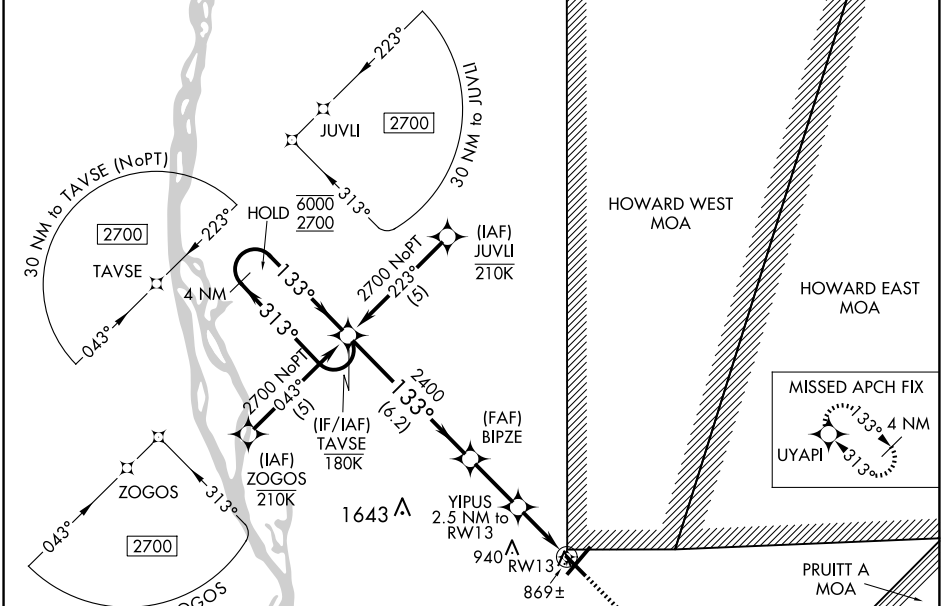 223°
JUVLI
2700
30 NM to JUVLI
313°
30 NM to TAVSE (NoPT)
2700
223°
TAVSE
043°
HOLD
6000
2700
4 NM
133°
313°
(IAF)
JUVLI
210K
2700 NoPT
223°
(5)
HOWARD WEST
MOA
HOWARD EAST
MOA
2700 NoPT
043°
(5)
N
(IF/IAF)
TAVSE
180K
2400
133°
(6.2)
(FAF)
BIPZE
(IAF)
ZOGOS
210K
MISSED APCH FIX
133°
4 NM
UYAPI
313°
ZOGOS
043°
313°
2700
OGOS
1643
YIPUS
2.5 NM to
RW13
940
RW13
869±
PRUITT A
MOA